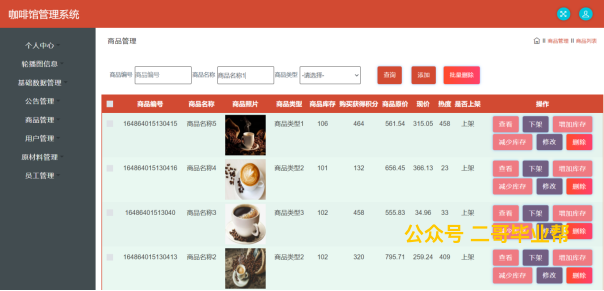 咖啡馆管理系统
个人中心
轮播图信息
基础数据管理
公告管理
商品管理
用户管理
原材料管理
员工管理
商品管理
商品管理 商品列表
商品编号 商品编号 商品名称 商品名称1 商品类型 -请选择- 查询 添加 批量删除
商品编号 商品名称 商品照片 商品类型 商品库存 购买获得积分 商品原价 现价 热度 是否上架 操作
164864015130415 商品名称5 商品类型1 106 464 561.54 315.05 458 上架 查看 下架 增加库存
减少库存 修改 删除
164864015130416 商品名称4 商品类型2 101 132 656.45 366.13 23 上架 查看 下架 增加库存
减少库存 修改 删除
16486401513040 商品名称3 商品类型3 102 458 555.83 34.96 33 上架 查看 下架 增加库存
减少库存 修改 删除
公众号 二哥毕业帮
164864015130413 商品名称2 商品类型2 102 320 795.71 259.24 409 上架 查看 下架 增加库存
减少库存 修改 删除